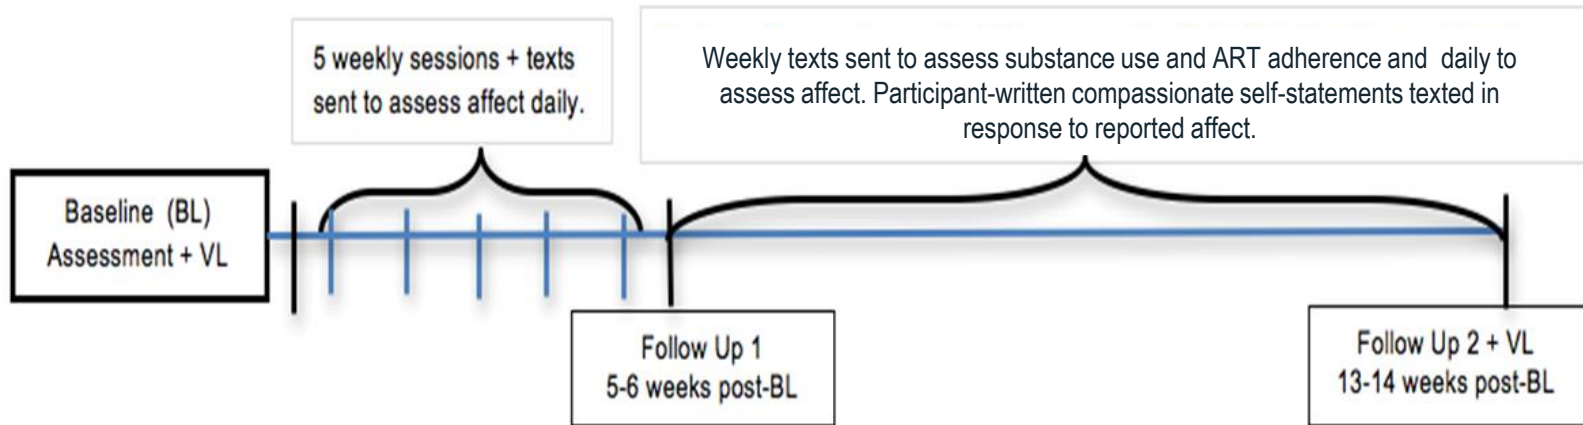 5 weekly sessions + texts
sent to assess affect daily.
Weekly texts sent to assess substance use and ART adherence and  daily to
assess affect. Participant-written compassionate self-statements texted in
response to reported affect.
Baseline  (BL)
Assessment + VL
Follow Up 1
5-6 weeks post-BL
Follow Up 2 + VL
13-14 weeks post-BL